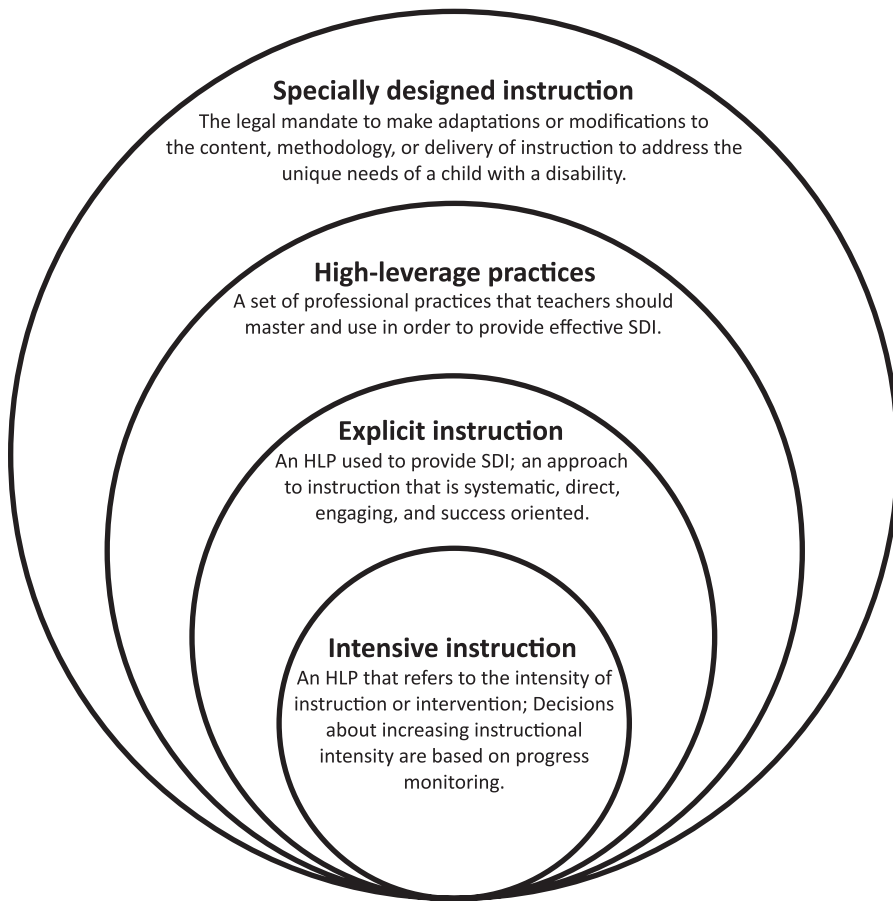 Specially designed instruction
The legal mandate to make adaptations or modifications to
the content, methodology, or delivery of instruction to address the
unique needs of a child with a disability.
High-leverage practices
A set of professional practices that teachers should
master and use in order to provide effective SDI.
Explicit instruction
An HLP used to provide SDI; an approach
to instruction that is systematic, direct,
engaging, and success oriented.
Intensive instruction
An HLP that refers to the intensity of
instruction or intervention; Decisions
about increasing instructional
intensity are based on progress
monitoring.